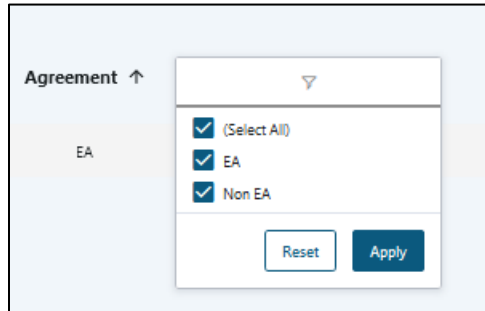 Agreement ↑
(Select All)
EA
EA
Non EA
Reset
Apply